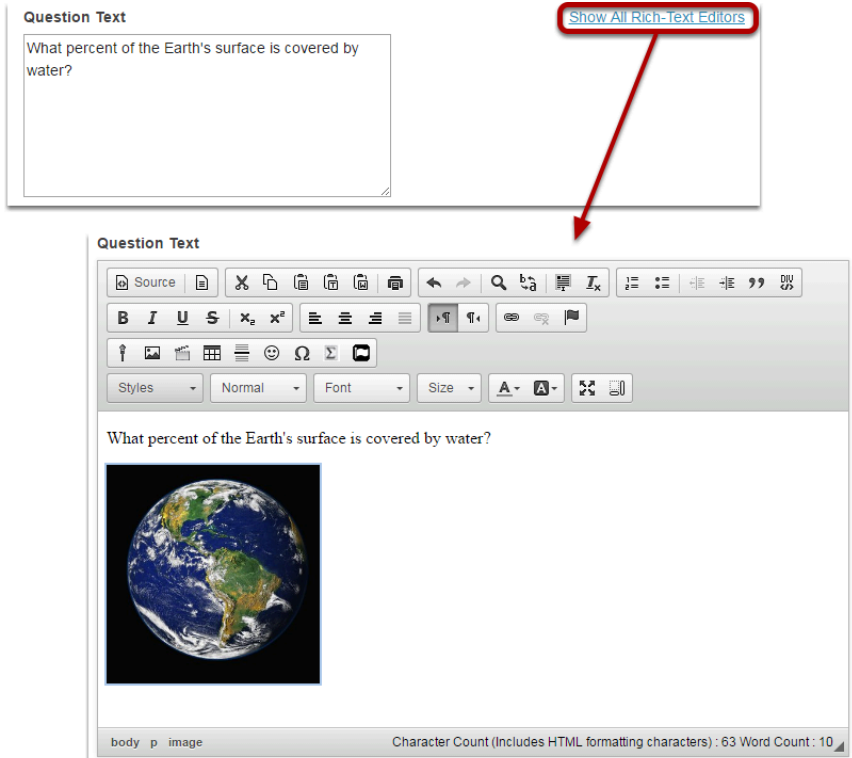 Question Text
Show All Rich-Text Editors
What percent of the Earth's surface is covered by
water?
Question Text
Source
B I U S x₂ x²
Styles Normal Font Size A A
What percent of the Earth's surface is covered by water?
body p image
Character Count (Includes HTML formatting characters) : 63 Word Count : 10